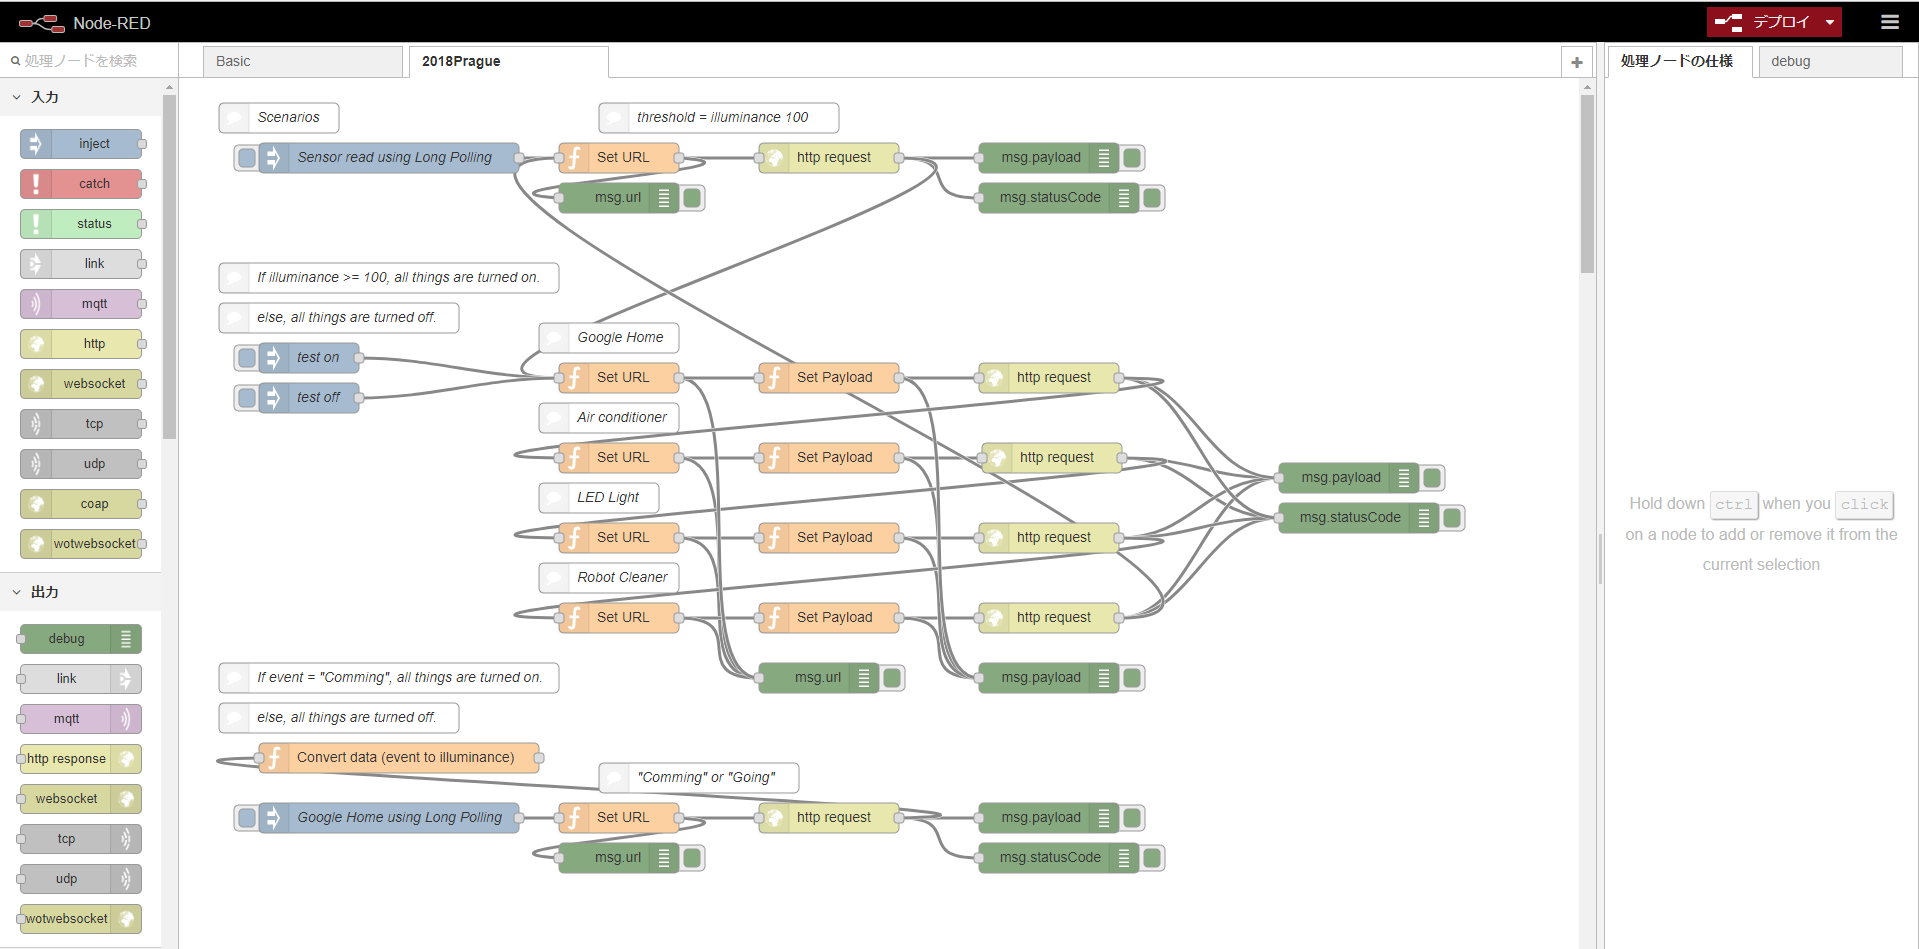 Node-RED
デプロイ
処理ノードを検索
Basic
2018Prague
処理ノードの仕様
debug
入力
inject
catch
status
link
mqtt
http
websocket
tcp
udp
coap
wotwebsocket
出力
debug
link
mqtt
http response
websocket
tcp
udp
wotwebsocket
Scenarios
threshold = illuminance 100
Sensor read using Long Polling
Set URL
http request
msg.payload
msg.url
msg.statusCode
If illuminance >= 100, all things are turned on.
else, all things are turned off.
Google Home
test on
Set URL
Set Payload
http request
test off
Air conditioner
Set URL
Set Payload
http request
msg.payload
LED Light
msg.statusCode
Set URL
Set Payload
http request
Robot Cleaner
Set URL
Set Payload
http request
If event = "Comming", all things are turned on.
msg.url
msg.payload
else, all things are turned off.
Convert data (event to illuminance)
"Comming" or "Going"
Google Home using Long Polling
Set URL
http request
msg.payload
msg.url
msg.statusCode
Hold down ctrl when you click
on a node to add or remove it from the
current selection